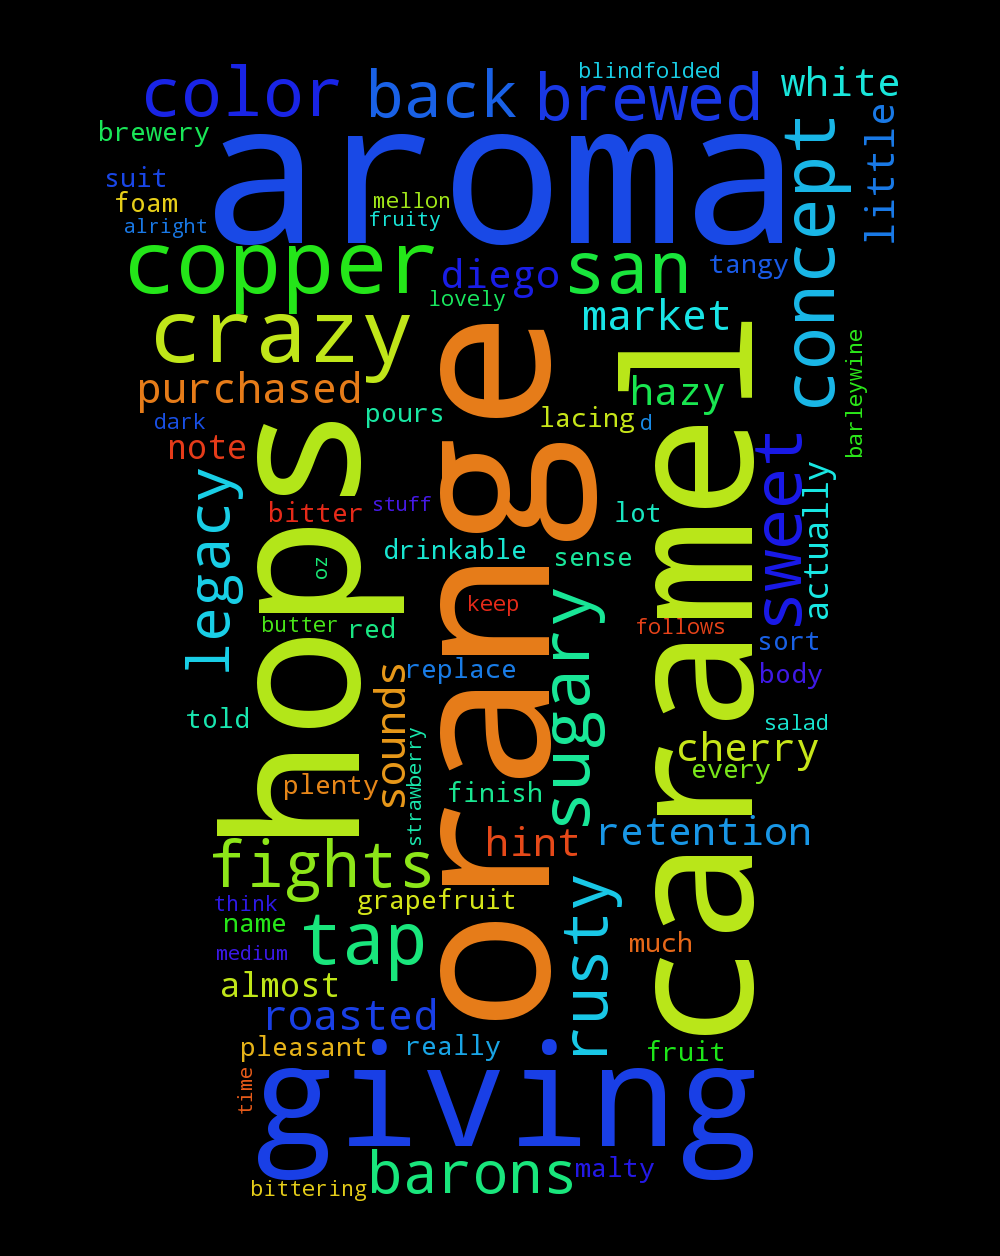 blindfolded
color
back
brewed
white
brewery
aroma
concept
little
suit
foam
mellon
alright
fruity
copper
diego
san
tangy
lovely
crazy
market
orange
caramel
barleywine
purchased
hazy
pours
lacing
d
dark
hops
note
sweet
legacy
actually
bitter
stuff
lot
drinkable
sense
oz
sugary
keep
butter
red
follows
sort
sounds
replace
body
told
salad
strawberry
cherry
every
plenty
finish
retention
fights
hint
grapefruit
rusty
think
name
tap
much
medium
almost
roasted
pleasant
really
fruit
time
giving
barons
malty
bittering